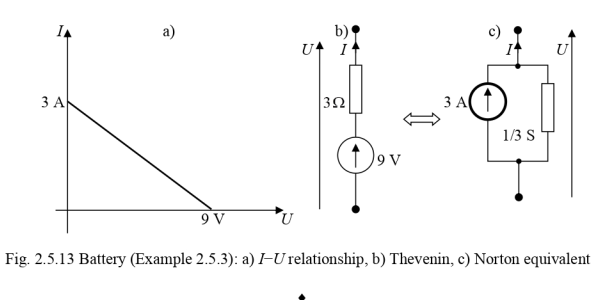 I
a)
3 A
9 V
U
b)
U
I
3Ω
9 V
c)
I
U
3 A
1/3 S
Fig. 2.5.13 Battery (Example 2.5.3): a) I–U relationship, b) Thevenin, c) Norton equivalent